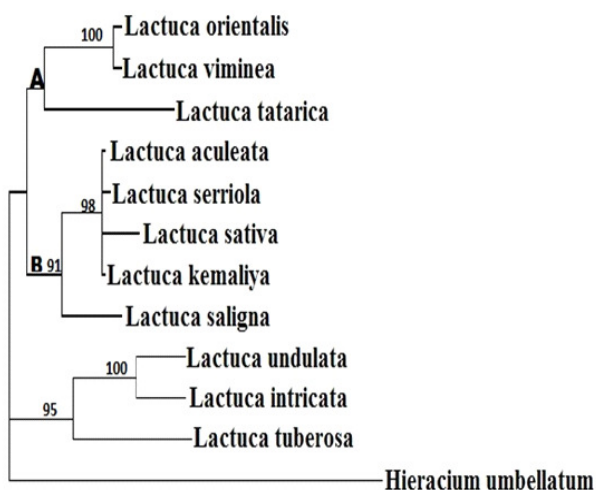 100 Lactuca orientalis
Lactuca viminea
A
Lactuca tatarica
Lactuca aculeata
Lactuca serriola
98
Lactuca sativa
B 91
Lactuca kemaliya
Lactuca saligna
Lactuca undulata
100
Lactuca intricata
95
Lactuca tuberosa
Hieracium umbellatum